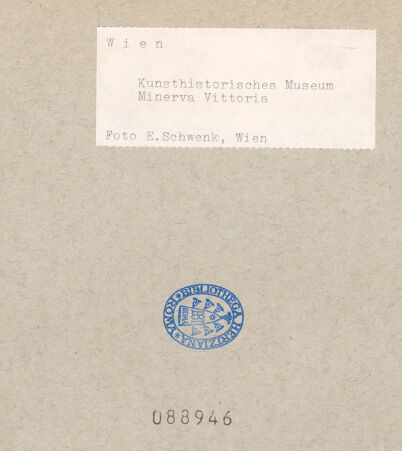 W i e n
Kunsthistorisches Museum
Minerva Vittoria
Foto E.Schwenk, Wien
BIBLIOTHECA HERTZIANA
088946